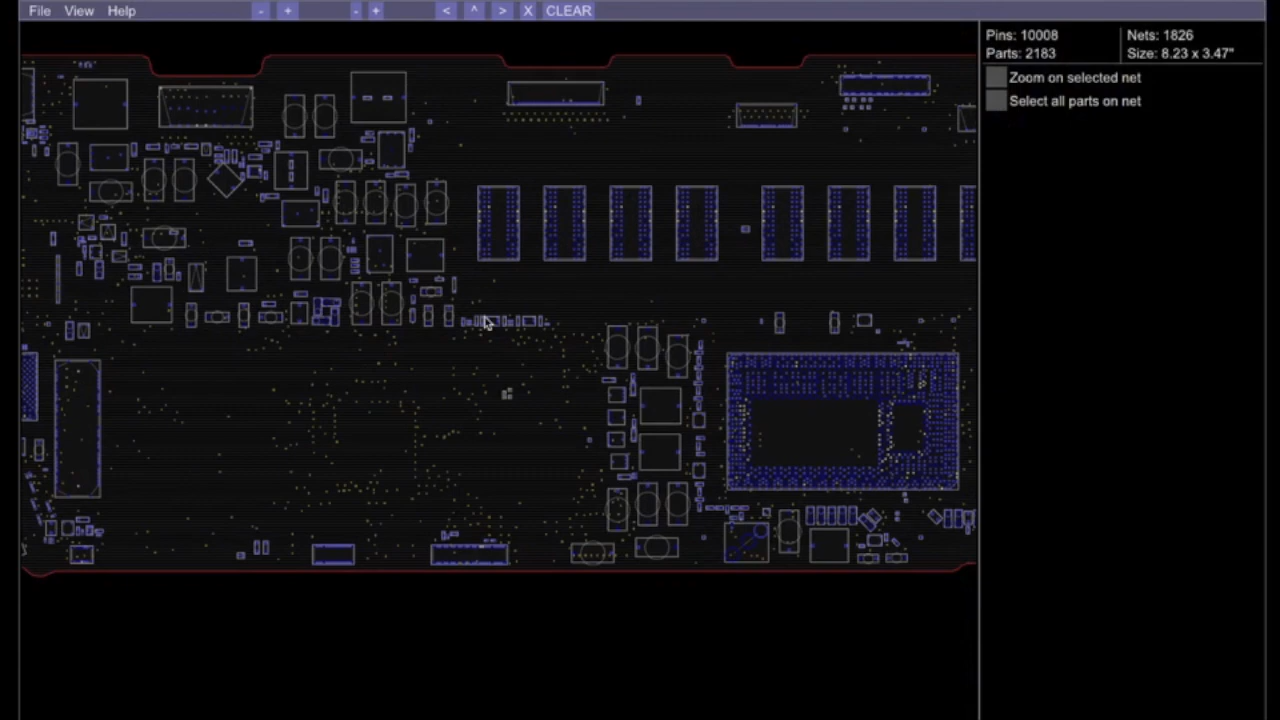 File View Help - + - + < ^ > X CLEAR
Pins: 10008 Nets: 1826
Parts: 2183 Size: 8.23 x 3.47"
Zoom on selected net
Select all parts on net